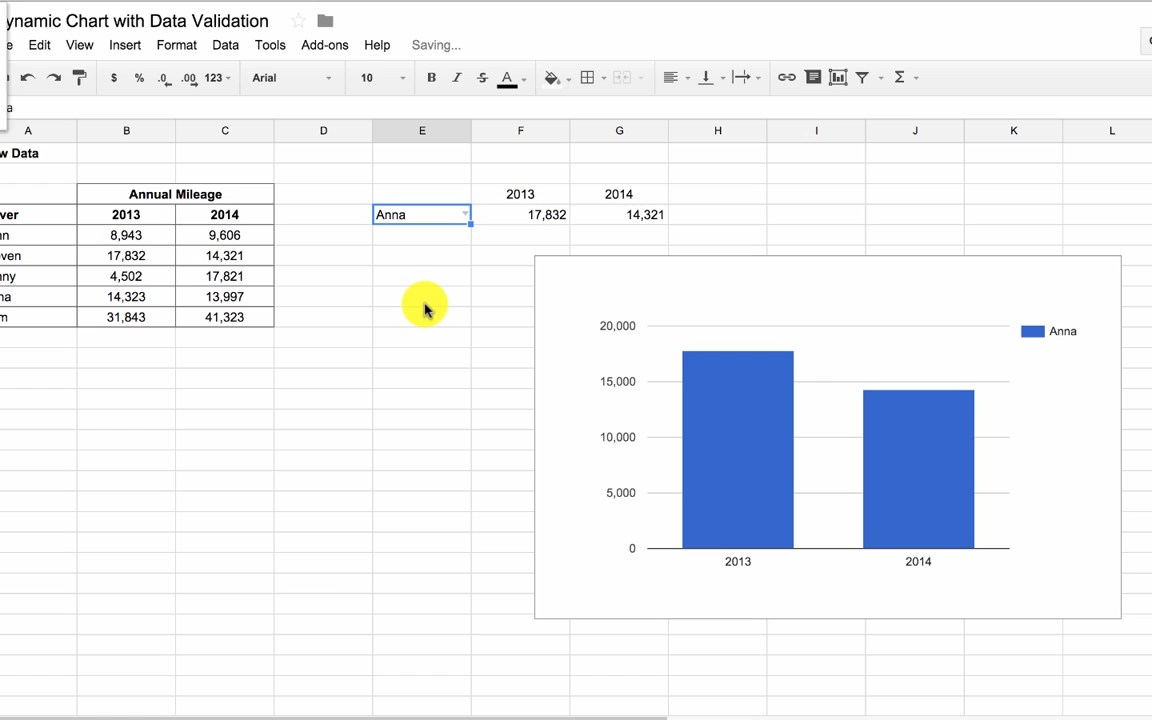 ynamic Chart with Data Validation
e Edit View Insert Format Data Tools Add-ons Help Saving...
$ % .0 .00 123 Arial 10 B I S A Σ
a
A B C D E F G H I J K L
w Data
Annual Mileage 2013 2014
ver 2013 2014 Anna 17,832 14,321
nn 8,943 9,606
ven 17,832 14,321
nny 4,502 17,821
na 14,323 13,997
m 31,843 41,323
20,000 Anna
15,000
10,000
5,000
0
2013 2014